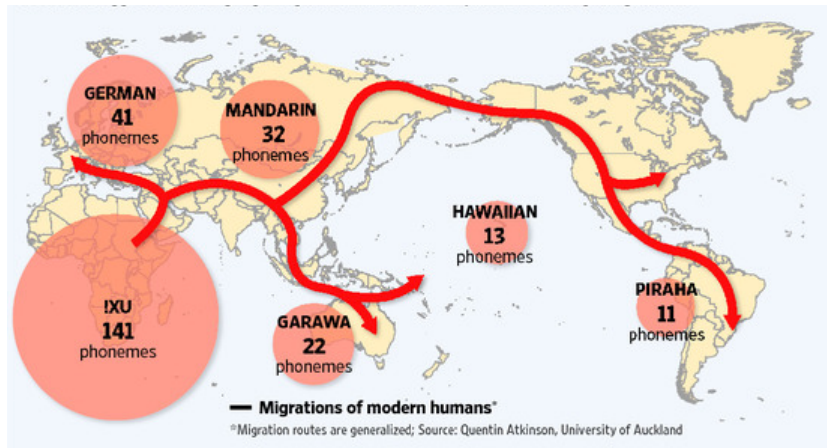 GERMAN
41
phonemes
MANDARIN
32
phonemes
HAWAIIAN
13
phonemes
!XU
141
phonemes
GARAWA
22
phonemes
PIRAHA
11
phonemes
Migrations of modern humans*
*Migration routes are generalized; Source: Quentin Atkinson, University of Auckland